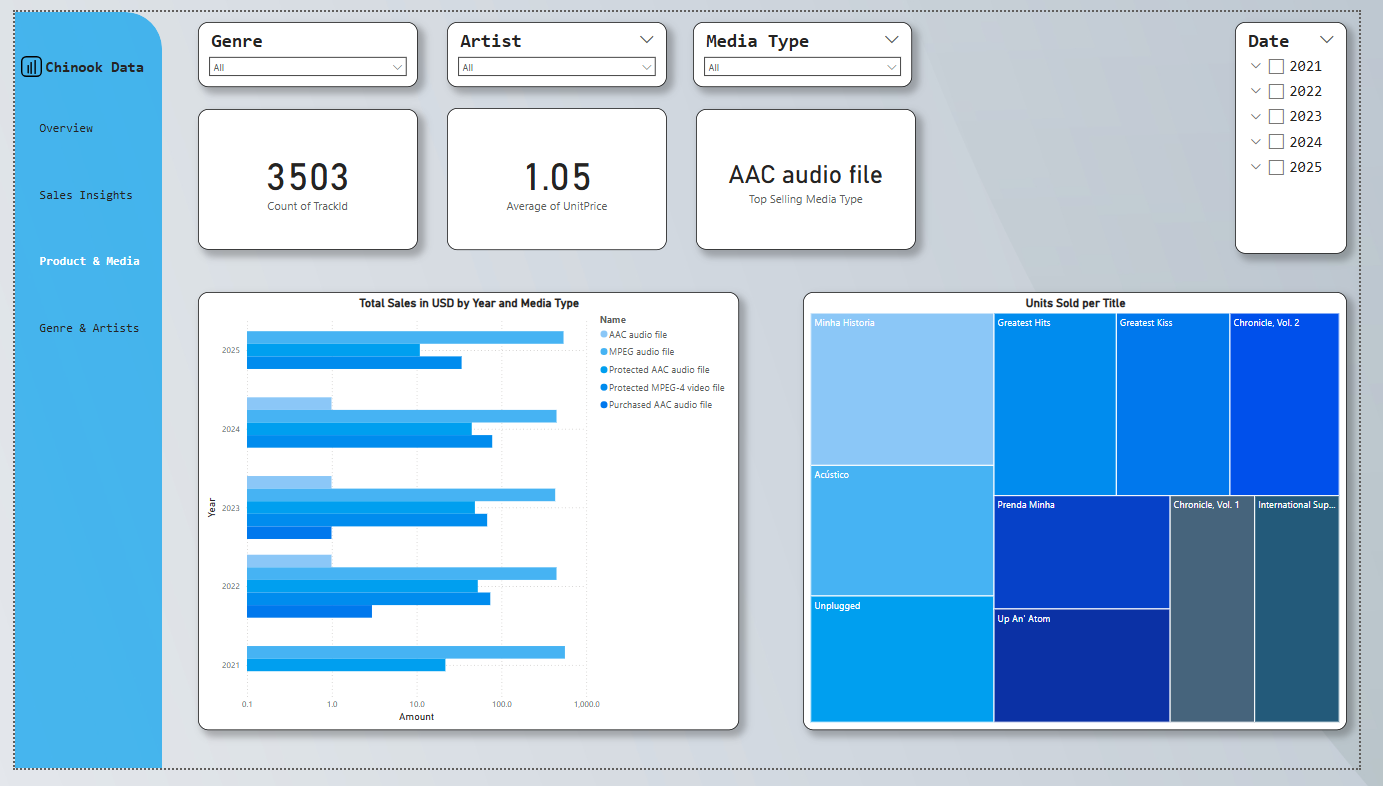 Chinook Data
Overview
Sales Insights
Product & Media
Genre & Artists
Genre
All
Artist
All
Media Type
All
Date
2021
2022
2023
2024
2025
3503
Count of TrackId
1.05
Average of UnitPrice
AAC audio file
Top Selling Media Type
Total Sales in USD by Year and Media Type
Name
AAC audio file
MPEG audio file
Protected AAC audio file
Protected MPEG-4 video file
Purchased AAC audio file
Year
2025
2024
2023
2022
2021
0.1 1.0 10.0 100.0 1,000.0
Amount
Units Sold per Title
Minha Historia
Greatest Hits
Greatest Kiss
Chronicle, Vol. 2
Acústico
Prenda Minha
Chronicle, Vol. 1
International Sup...
Unplugged
Up An' Atom